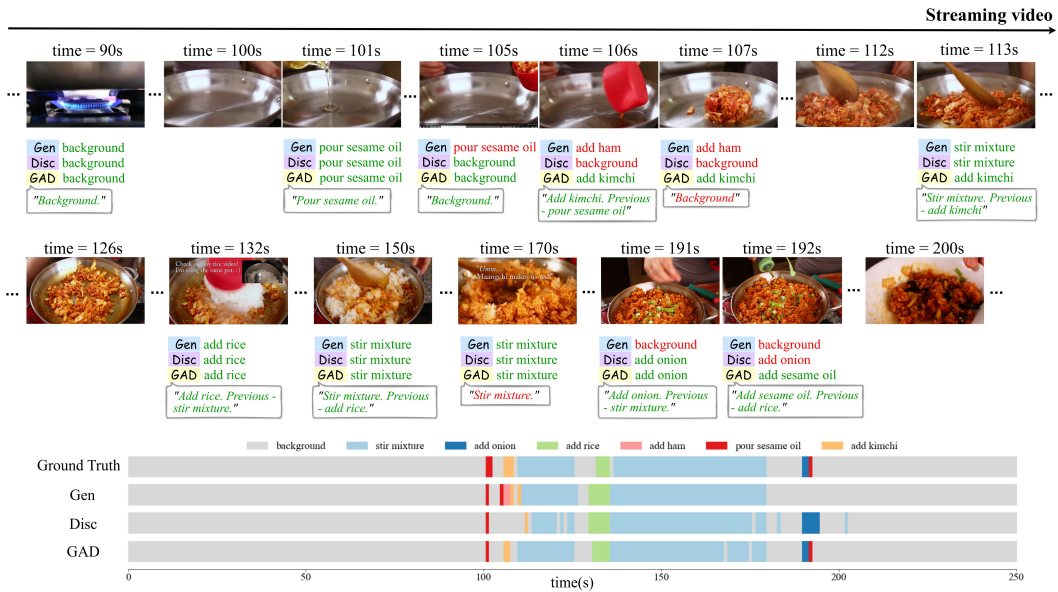 Streaming video
time = 90s time = 100s time = 101s time = 105s time = 106s time = 107s time = 112s time = 113s
... ... ... ... ...
Gen background
Disc background
GAD background
"Background."
Gen pour sesame oil
Disc pour sesame oil
GAD pour sesame oil
"Pour sesame oil."
Gen pour sesame oil
Disc background
GAD background
"Background."
Gen add ham
Disc background
GAD add kimchi
"Add kimchi. Previous
- pour sesame oil"
Gen add ham
Disc background
GAD add kimchi
"Background"
Gen stir mixture
Disc stir mixture
GAD add kimchi
"Stir mixture. Previous
- add kimchi"
time = 126s time = 132s time = 150s time = 170s time = 191s time = 192s time = 200s
... ... ... ... ... ... ...
I'm using the same pot. :)
Umm...
Gen add rice
Disc add rice
GAD add rice
"Add rice. Previous -
stir mixture."
Gen stir mixture
Disc stir mixture
GAD stir mixture
"Stir mixture. Previous
- add rice."
Gen stir mixture
Disc stir mixture
GAD stir mixture
"Stir mixture."
Gen background
Disc add onion
GAD add onion
"Add onion. Previous
- stir mixture."
Gen background
Disc add onion
GAD add sesame oil
"Add sesame oil. Previous
- add rice."
background stir mixture add onion add rice add ham pour sesame oil add kimchi
Ground Truth
Gen
Disc
GAD
0 50 100 150 200 250
time(s)